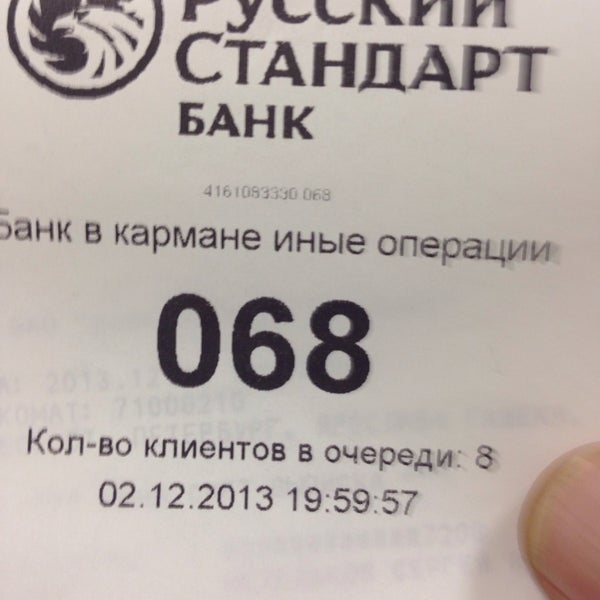 Русский
Стандарт
БАНК
4161083330.068
Банк в кармане иные операции
068
Кол-во клиентов в очереди: 8
02.12.2013 19:59:57